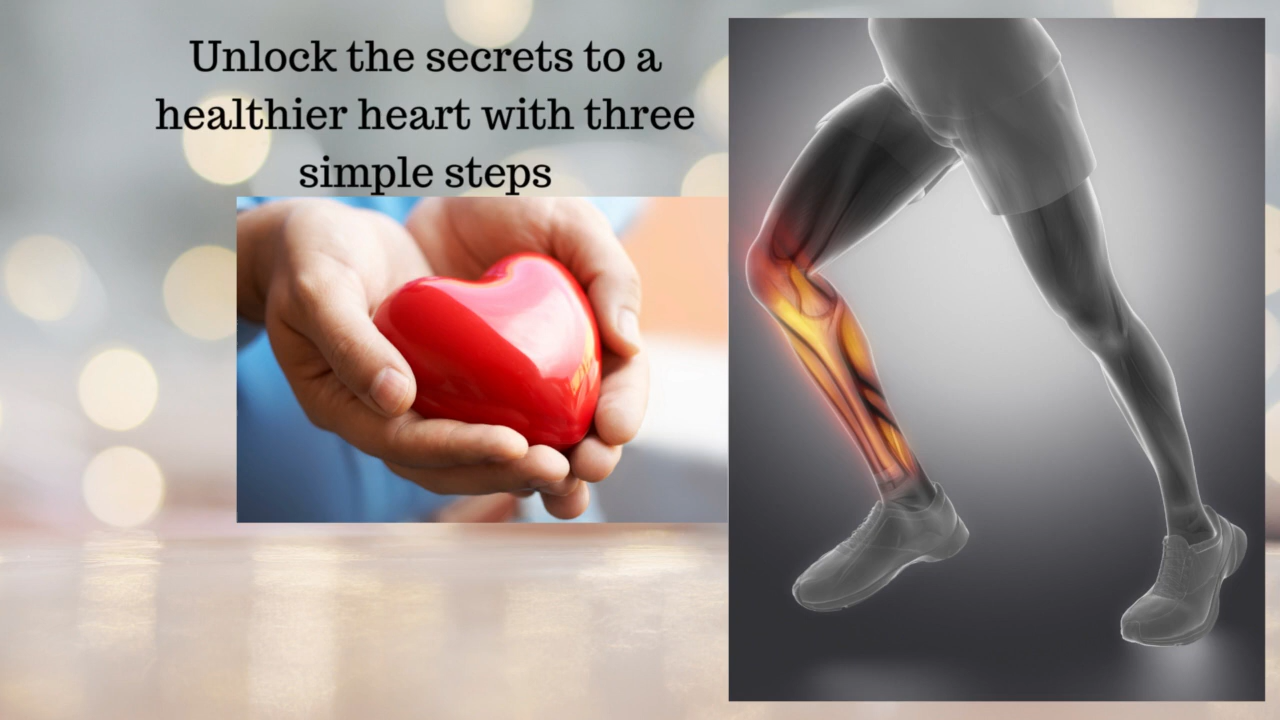 Unlock the secrets to a
healthier heart with three
simple steps